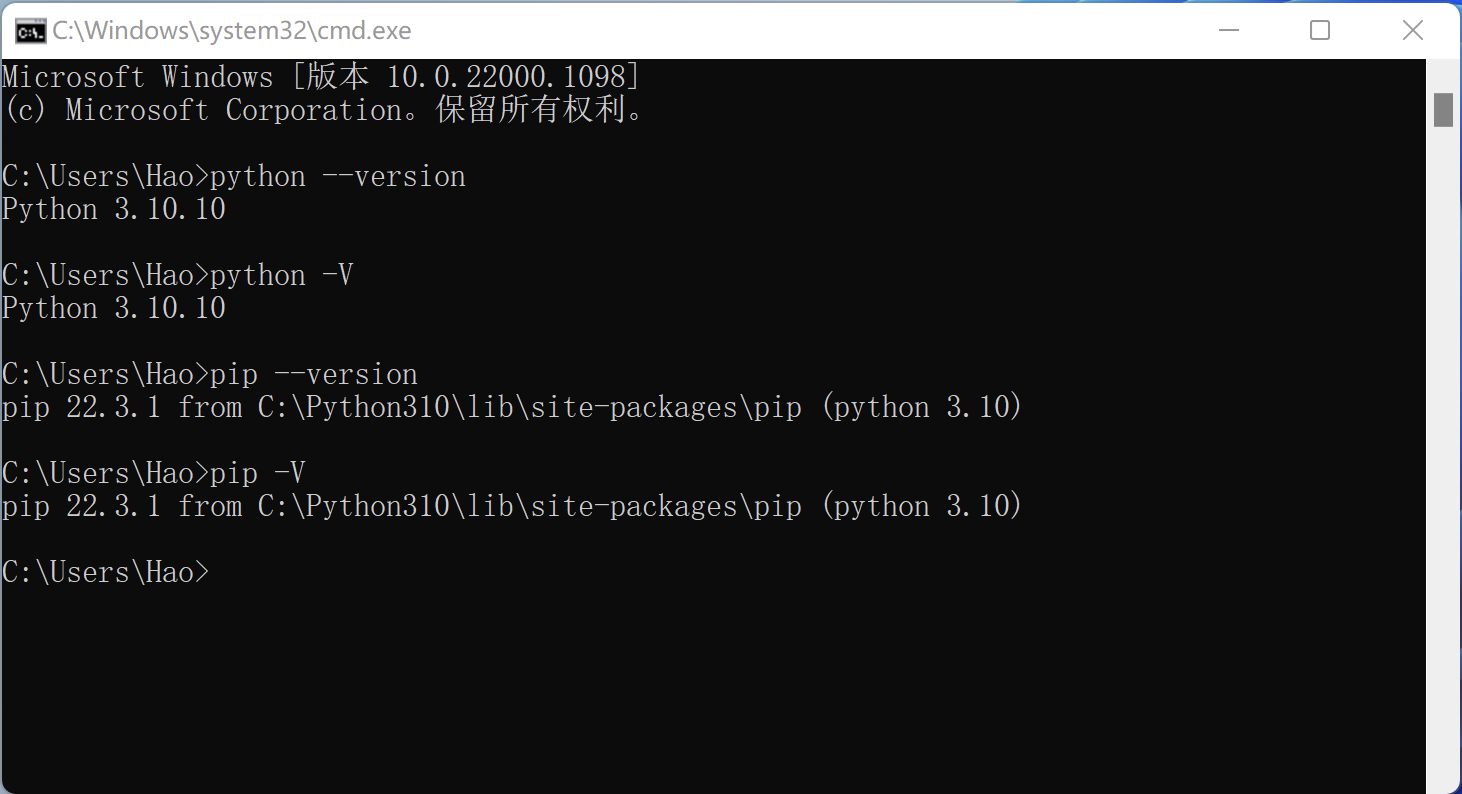 C:\Windows\system32\cmd.exe
Microsoft Windows [版本 10.0.22000.1098]
(c) Microsoft Corporation。保留所有权利。
C:\Users\Hao>python --version
Python 3.10.10
C:\Users\Hao>python -V
Python 3.10.10
C:\Users\Hao>pip --version
pip 22.3.1 from C:\Python310\lib\site-packages\pip (python 3.10)
C:\Users\Hao>pip -V
pip 22.3.1 from C:\Python310\lib\site-packages\pip (python 3.10)
C:\Users\Hao>